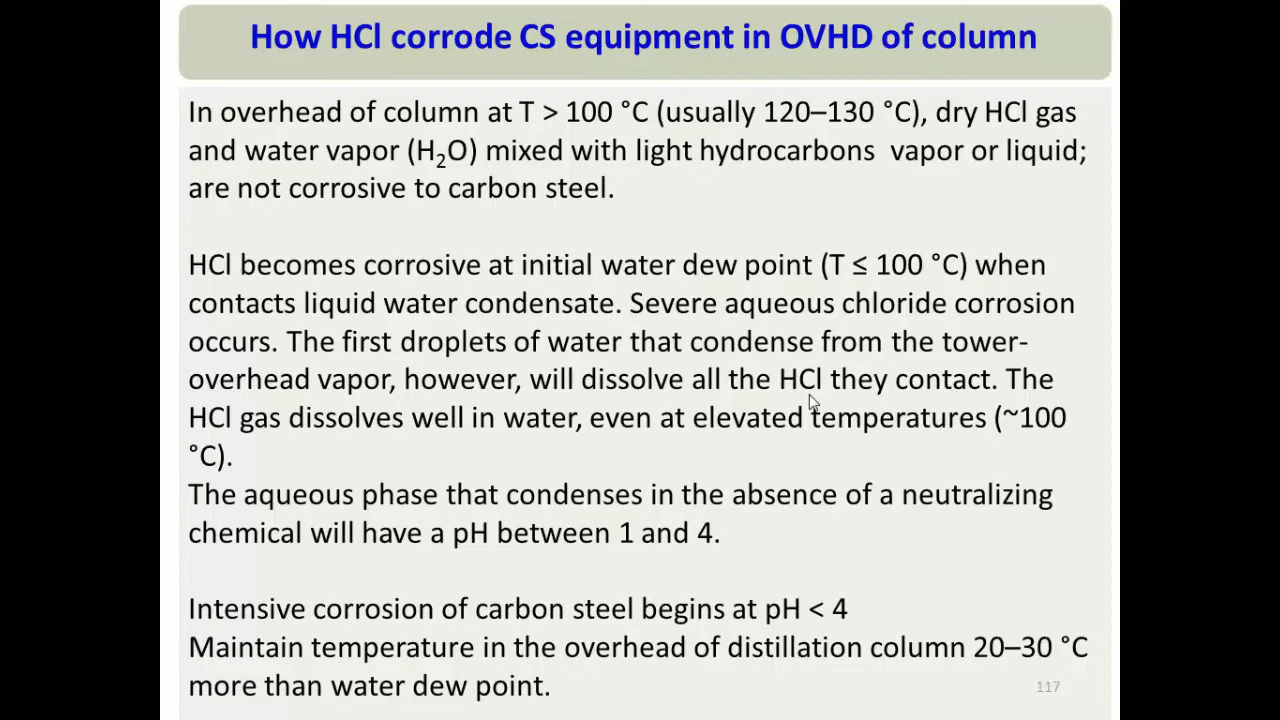 How HCl corrode CS equipment in OVHD of column
In overhead of column at T > 100 °C (usually 120–130 °C), dry HCl gas
and water vapor (H₂O) mixed with light hydrocarbons  vapor or liquid;
are not corrosive to carbon steel.
HCl becomes corrosive at initial water dew point (T ≤ 100 °C) when
contacts liquid water condensate. Severe aqueous chloride corrosion
occurs. The first droplets of water that condense from the tower-
overhead vapor, however, will dissolve all the HCl they contact. The
HCl gas dissolves well in water, even at elevated temperatures (~100
°C).
The aqueous phase that condenses in the absence of a neutralizing
chemical will have a pH between 1 and 4.
Intensive corrosion of carbon steel begins at pH < 4
Maintain temperature in the overhead of distillation column 20–30 °C
more than water dew point.
117